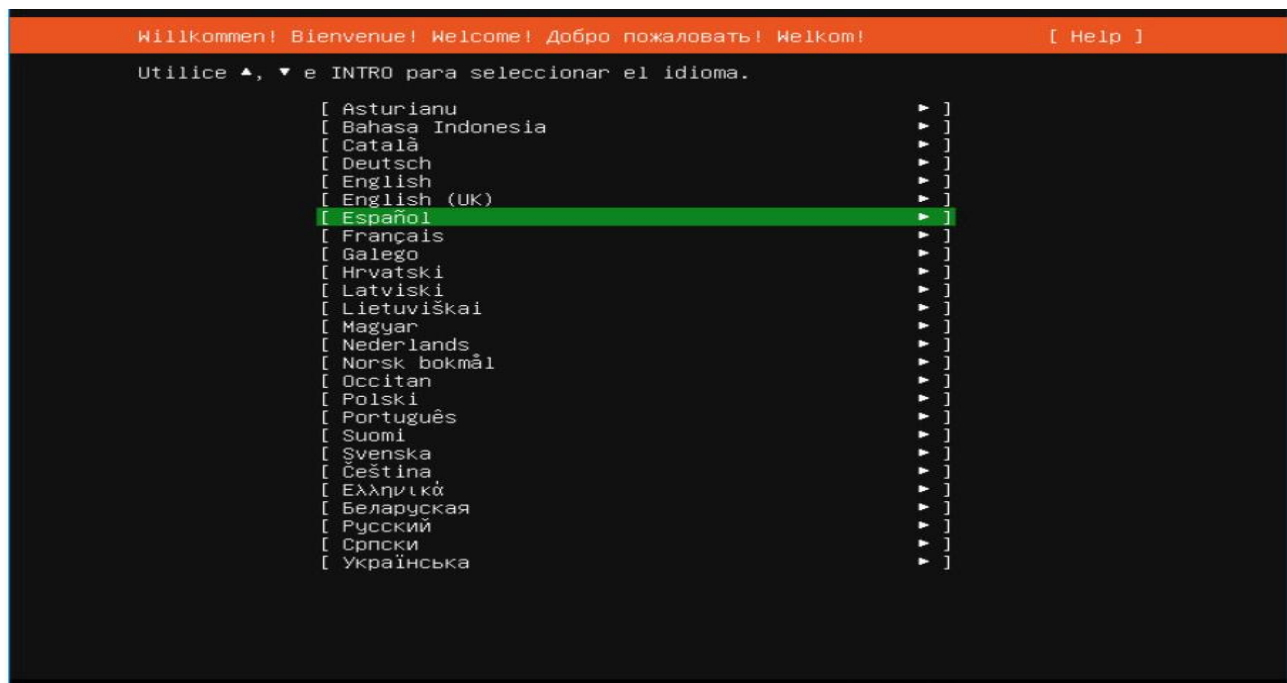 Willkommen! Bienvenue! Welcome! Добро пожаловать! Welkom! [ Help ]
Utilice ▲, ▼ e INTRO para seleccionar el idioma.
[ Asturianu ► ]
[ Bahasa Indonesia ► ]
[ Català ► ]
[ Deutsch ► ]
[ English ► ]
[ English (UK) ► ]
[ Español ► ]
[ Français ► ]
[ Galego ► ]
[ Hrvatski ► ]
[ Latviski ► ]
[ Lietuviškai ► ]
[ Magyar ► ]
[ Nederlands ► ]
[ Norsk bokmål ► ]
[ Occitan ► ]
[ Polski ► ]
[ Português ► ]
[ Suomi ► ]
[ Svenska ► ]
[ Čeština ► ]
[ Ελληνικά ► ]
[ Беларуская ► ]
[ Русский ► ]
[ Српски ► ]
[ Українська ► ]